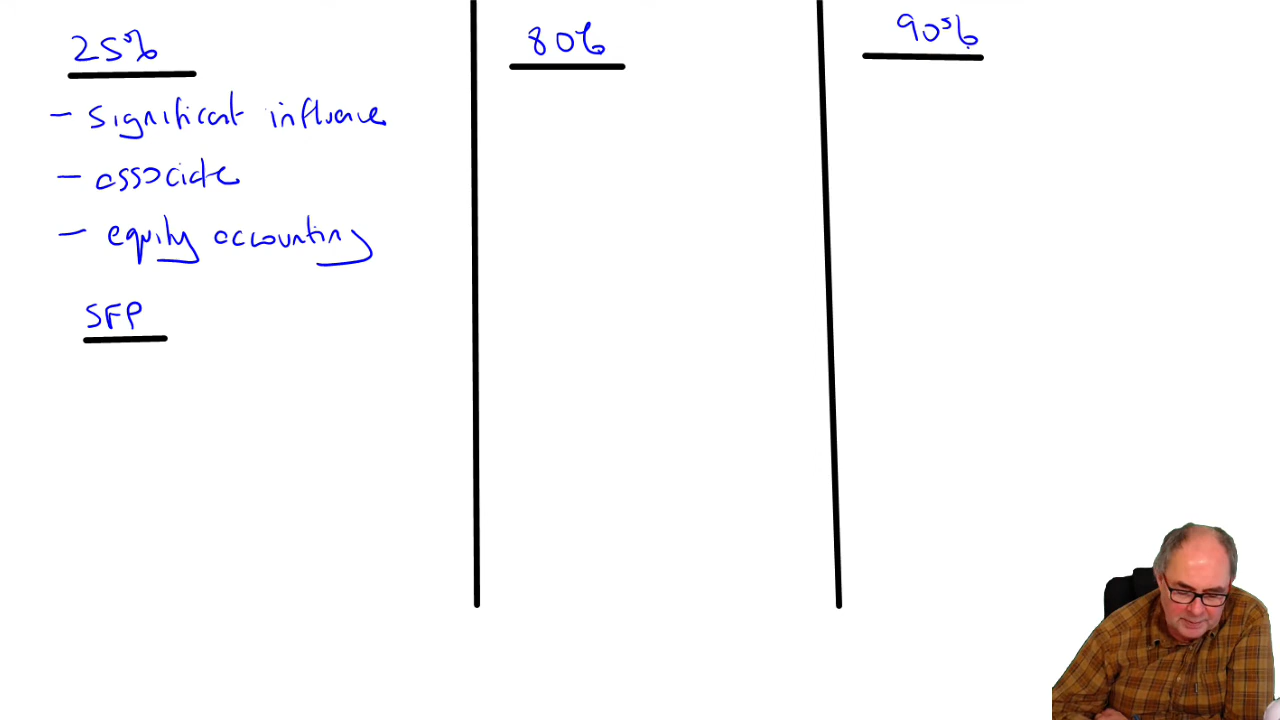 25%
- significant influence
- associate
- equity accounting
SFP
80%
90%